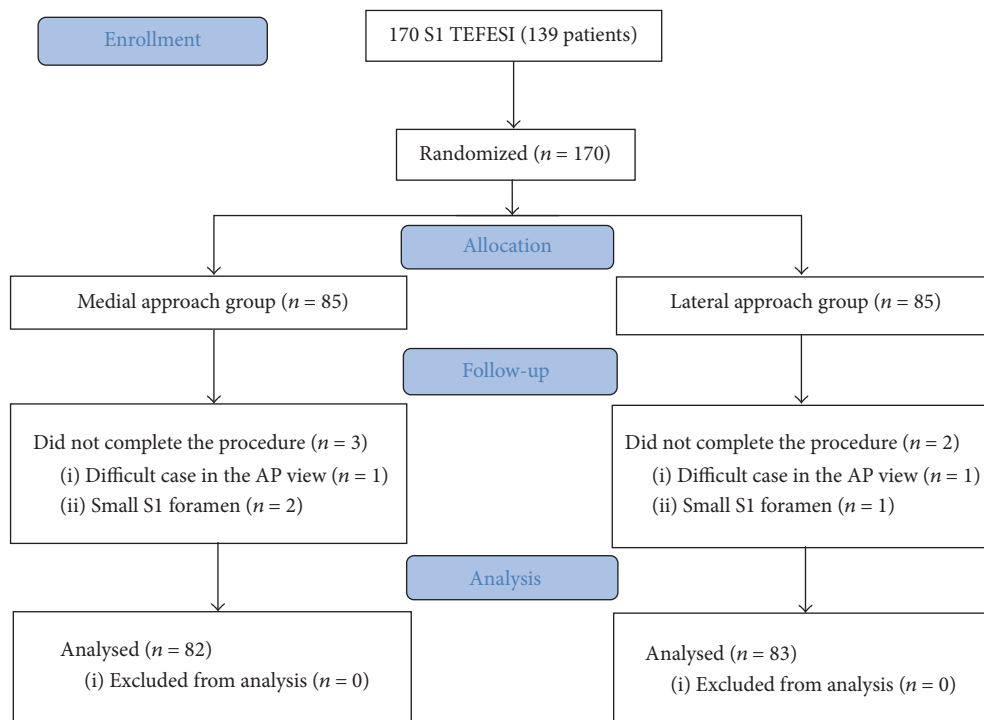 Enrollment
170 S1 TEFESI (139 patients)
Randomized (n = 170)
Allocation
Medial approach group (n = 85)
Lateral approach group (n = 85)
Follow-up
Did not complete the procedure (n = 3)
(i) Difficult case in the AP view (n = 1)
(ii) Small S1 foramen (n = 2)
Did not complete the procedure (n = 2)
(i) Difficult case in the AP view (n = 1)
(ii) Small S1 foramen (n = 1)
Analysis
Analysed (n = 82)
(i) Excluded from analysis (n = 0)
Analysed (n = 83)
(i) Excluded from analysis (n = 0)